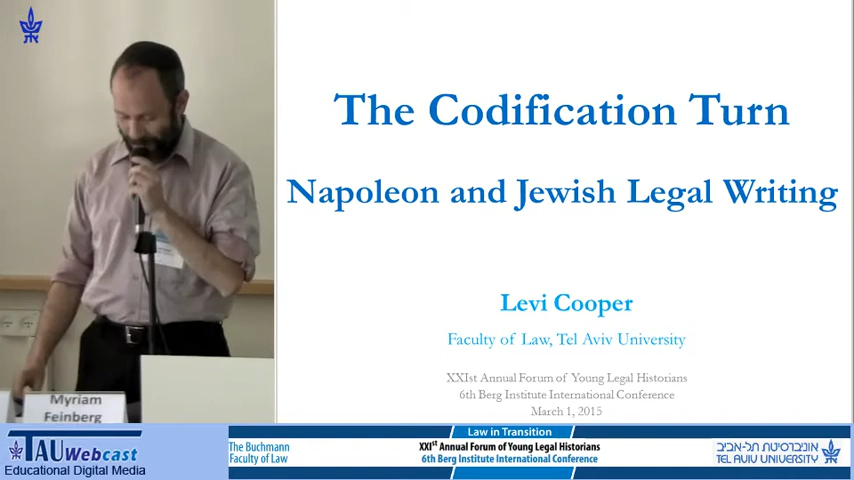 The Codification Turn
Napoleon and Jewish Legal Writing
Levi Cooper
Faculty of Law, Tel Aviv University
XXIst Annual Forum of Young Legal Historians
6th Berg Institute International Conference
March 1, 2015
Myriam
Feinberg
TAU Webcast
Educational Digital Media
The Buchmann
Faculty of Law
Law in Transition
XXIst Annual Forum of Young Legal Historians
6th Berg Institute International Conference
אוניברסיטת תל-אביב
TEL AVIV UNIVERSITY